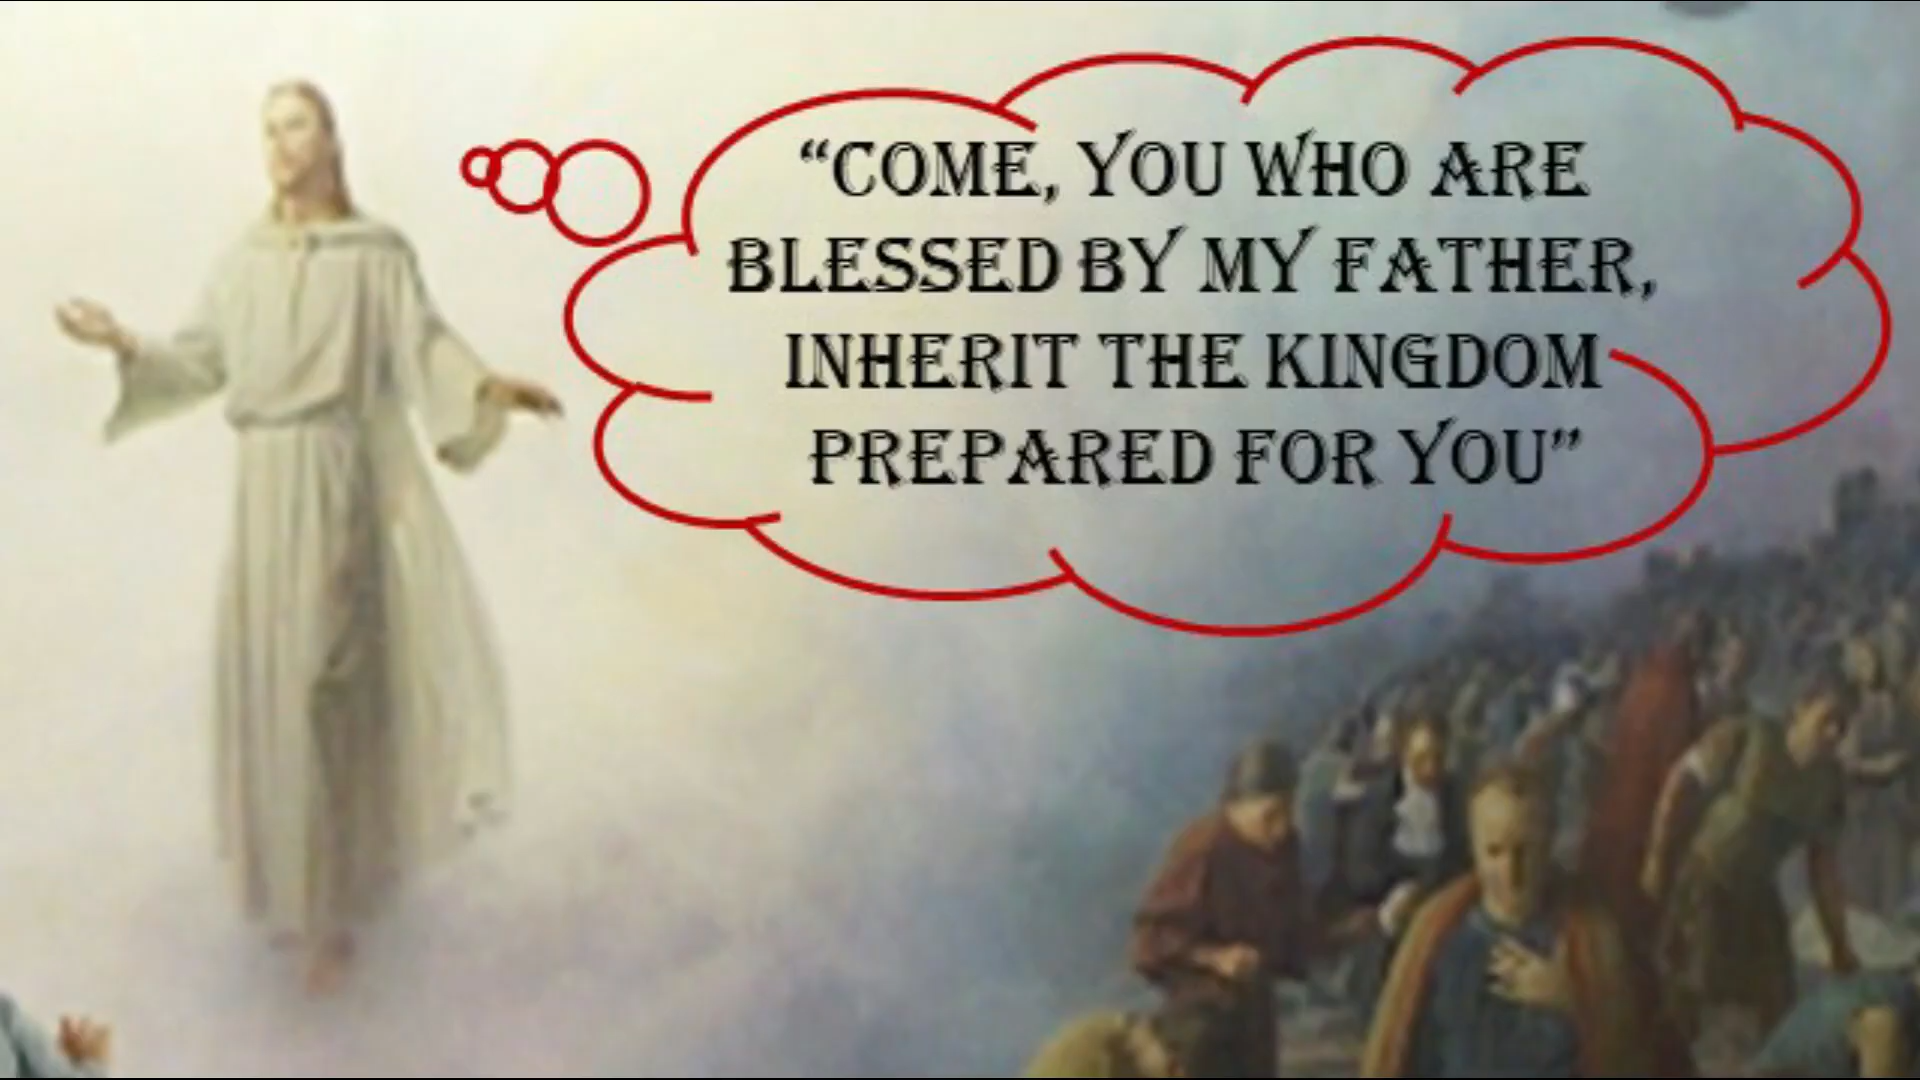 “COME, YOU WHO ARE
BLESSED BY MY FATHER,
INHERIT THE KINGDOM
PREPARED FOR YOU”